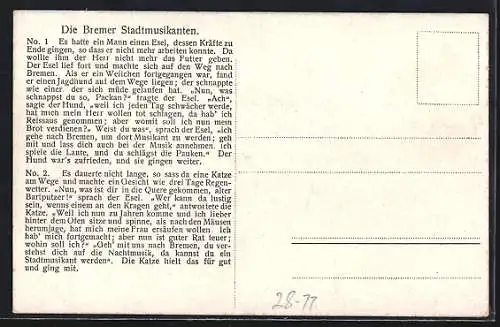 Die Bremer Stadtmusikanten.
No. 1 Es hatte ein Mann einen Esel, dessen Kräfte zu
Ende gingen, so dass er nicht mehr arbeiten konnte. Da
wollte ihm der Herr nicht mehr das Futter geben.
Der Esel lief fort und machte sich auf den Weg nach
Bremen. Als er ein Weilchen fortgegangen war, fand
er einen Jagdhund auf dem Wege liegen; der schnappte
wie einer, der sich müde gelaufen hat. „Nun, was
schnappst du so, Packan?" fragte der Esel. „Ach",
sagte der Hund, „weil ich jeden Tag schwächer werde,
hat mich mein Herr wollen tot schlagen, da hab' ich
Reissaus genommen; aber womit soll ich nun mein
Brot verdienen?" Weist du was", sprach der Esel, „ich
gehe nach Bremen, um dort Musikant zu werden; geh
mit und lass dich auch bei der Musik annehmen. Ich
spiele die Laute, und du schlägst die Pauken." Der
Hund war's zufrieden, und sie gingen weiter.
No. 2. Es dauerte nicht lange, so sass da eine Katze
am Wege und machte ein Gesicht wie drei Tage Regen-
wetter. „Nun, was ist dir in die Quere gekommen, alter
Bartputzer!" sprach der Esel. „Wer kann da lustig
sein, wenns einem an den Kragen geht," antwortete die
Katze. „Weil ich nun zu Jahren komme und ich lieber
hinter dem Ofen sitze und spinne, als nach den Mäusen
herumjage, hat mich meine Frau ersäufen wollen. Ich
hab' mich fortgemacht; aber nun ist guter Rat teuer;
wohin soll ich?" „Geh' mit uns nach Bremen, du ver-
stehst dich auf die Nachtmusik, da kannst du ein
Stadtmusikant werden". Die Katze hielt das für gut
und ging mit.
28-77